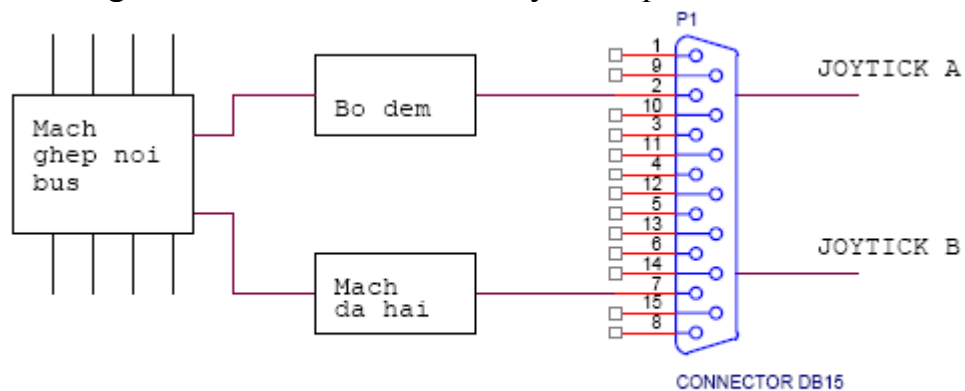 P1
1
9
2
10
3
11
4
12
5
13
6
14
7
15
8
JOYTICK A
JOYTICK B
Bo dem
Mach
ghep noi
bus
Mach
da hai
CONNECTOR DB15